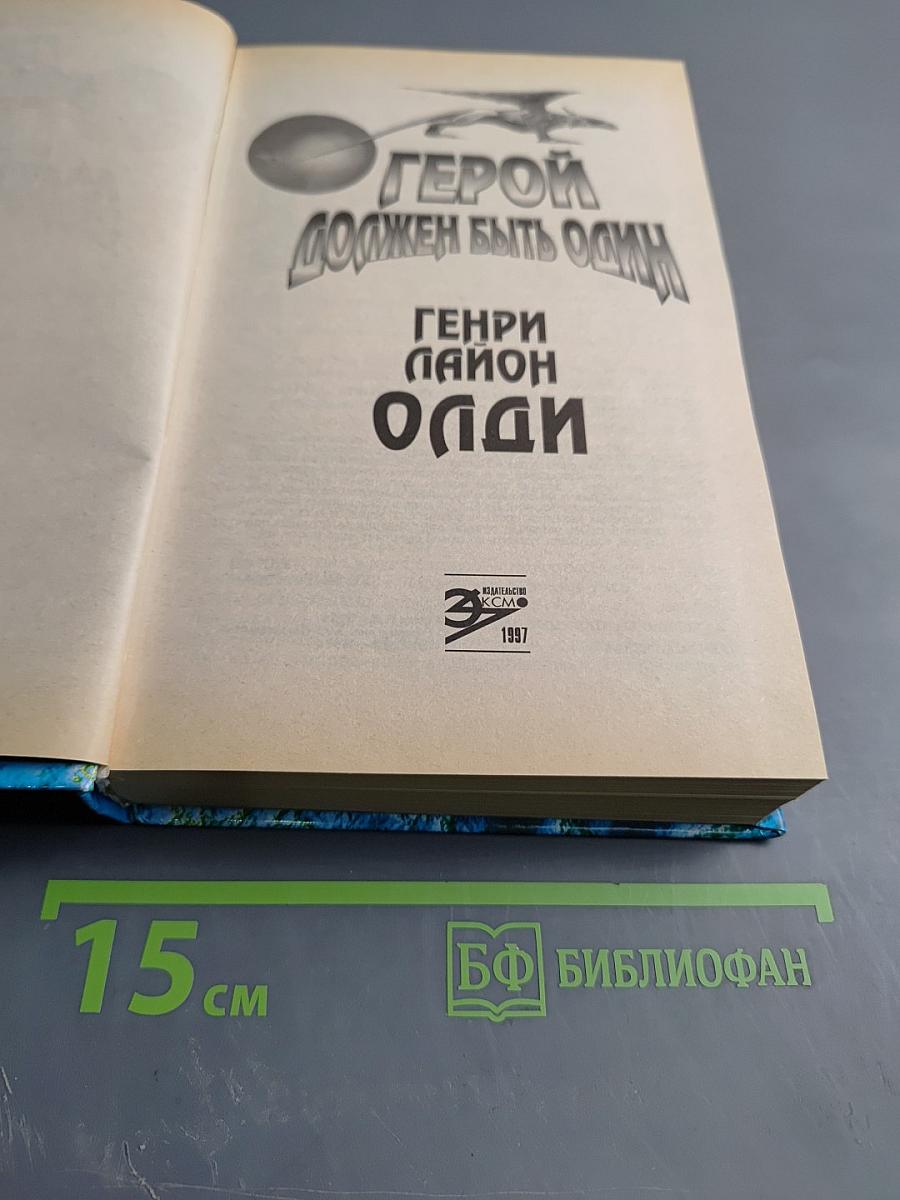 ГЕРОЙ
ДОЛЖЕН БЫТЬ ОДИН
ГЕНРИ
ЛАЙОН
ОЛДИ
ИЗДАТЕЛЬСТВО
ЭКСМО
1997
15 см
БФ БИБЛИОФАН